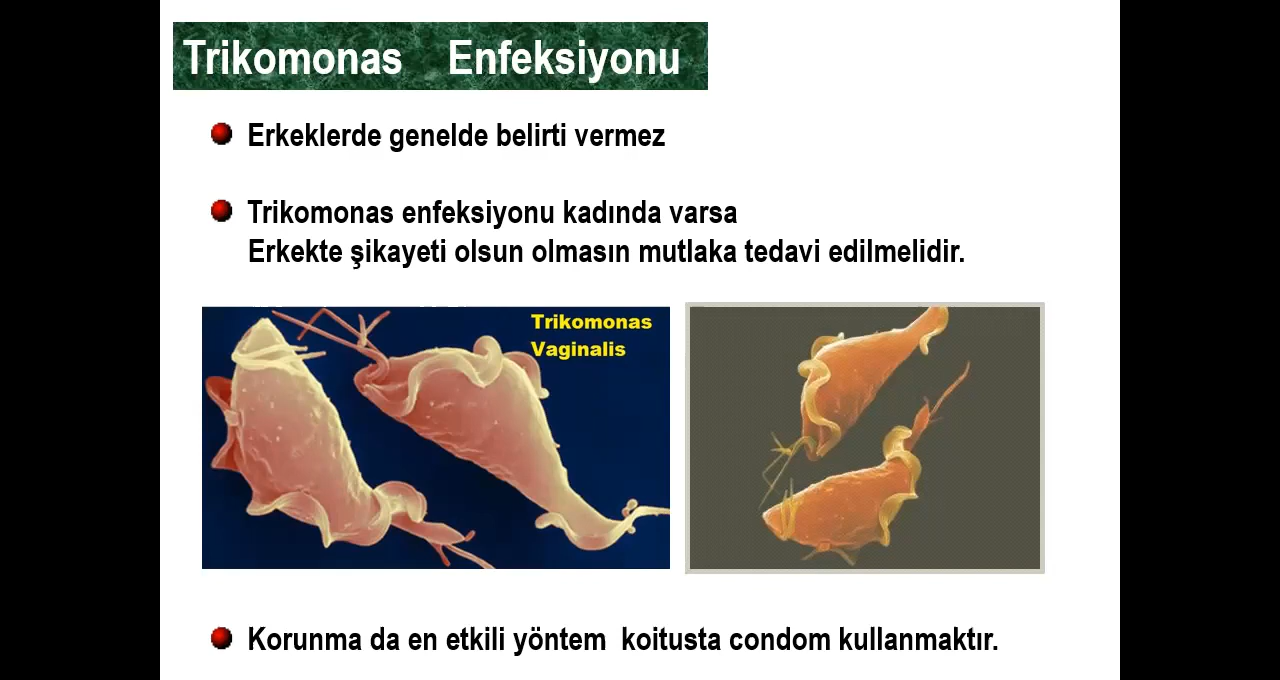 Trikomonas Enfeksiyonu
Erkeklerde genelde belirti vermez
Trikomonas enfeksiyonu kadında varsa
Erkekte şikayeti olsun olmasın mutlaka tedavi edilmelidir.
Trikomonas
Vaginalis
Korunma da en etkili yöntem koitusta condom kullanmaktır.